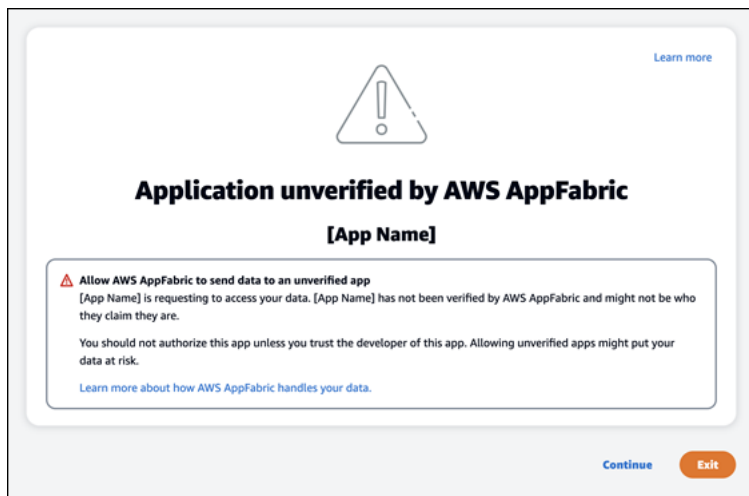 Learn more
Application unverified by AWS AppFabric
[App Name]
Allow AWS AppFabric to send data to an unverified app
[App Name] is requesting to access your data. [App Name] has not been verified by AWS AppFabric and might not be who
they claim they are.
You should not authorize this app unless you trust the developer of this app. Allowing unverified apps might put your
data at risk.
Learn more about how AWS AppFabric handles your data.
Continue
Exit